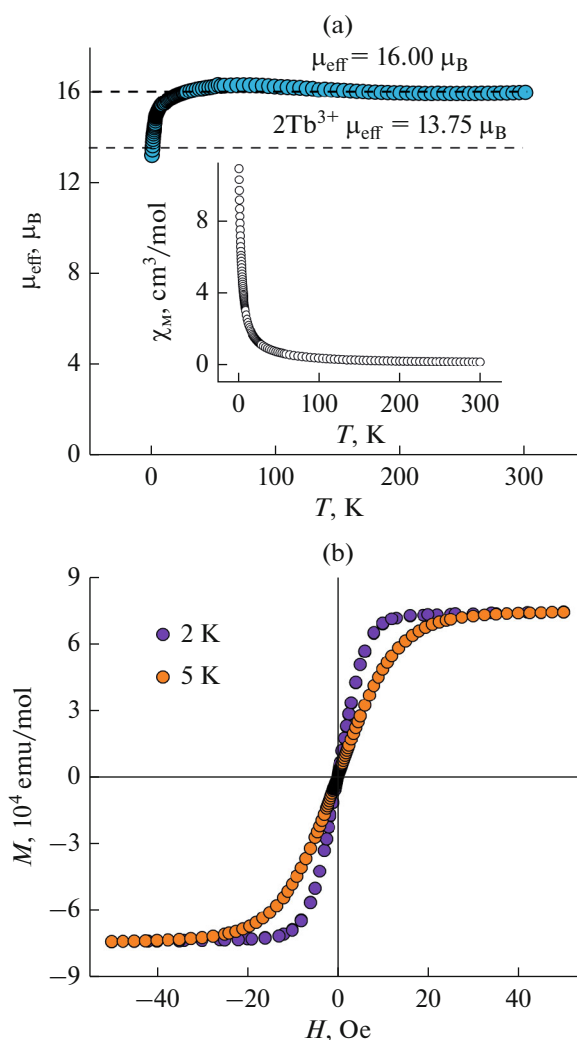 (a)
μeff = 16.00 μB
2Tb³⁺ μeff = 13.75 μB
μeff, μB
16
12
8
4
0
0
100
200
300
T, K
χM, cm³/mol
8
4
0
0
100
200
300
T, K
(b)
M, 10⁴ emu/mol
9
6
3
0
−3
−6
−9
2 K
5 K
−40
−20
0
20
40
H, Oe